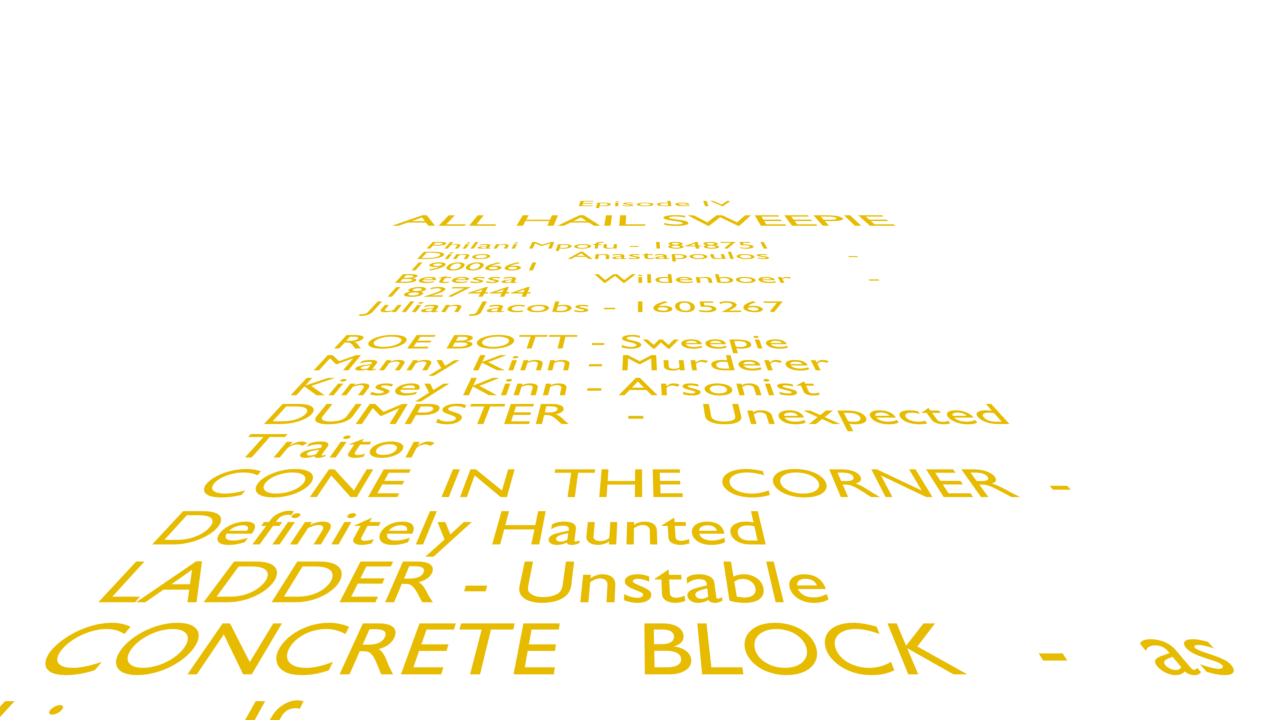 Episode IV
ALL HAIL SWEEPIE
Philani Mpofu - 1848751
Dino Anastapoulos -
1900661
Betessa Wildenboer -
1827444
Julian Jacobs - 1605267
ROE BOTT - Sweepie
Manny Kinn - Murderer
Kinsey Kinn - Arsonist
DUMPSTER - Unexpected
Traitor
CONE IN THE CORNER -
Definitely Haunted
LADDER - Unstable
CONCRETE BLOCK - as